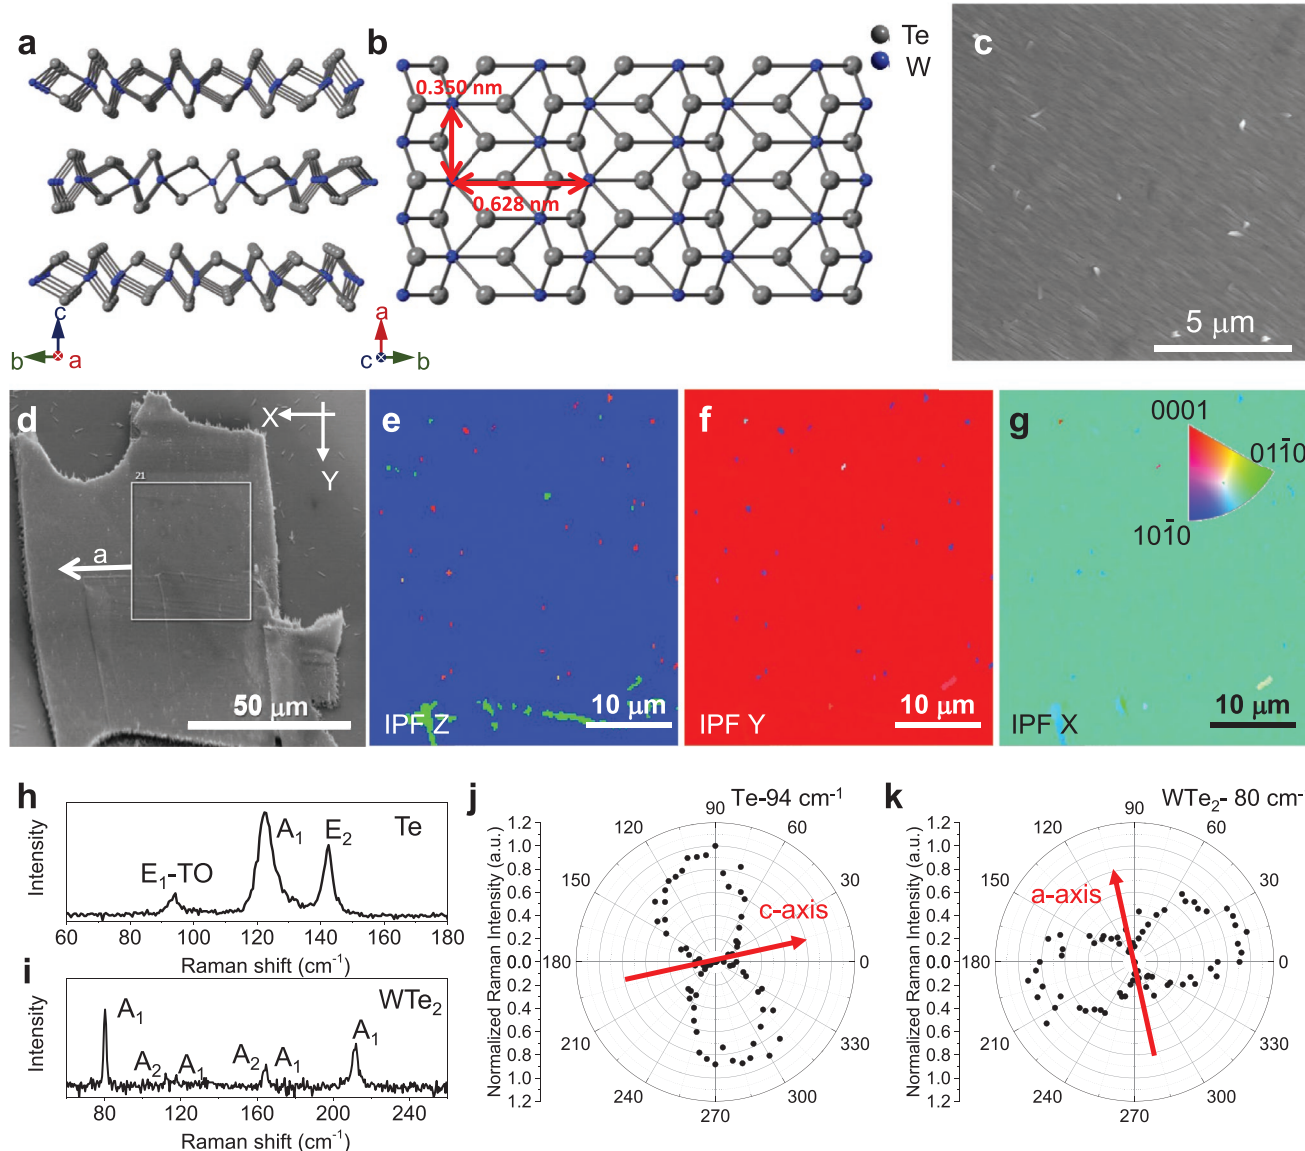 a
b
Te
W
c
0.350 nm
0.628 nm
c
b
a
a
c
b
5 μm
d
X
Y
21
a
50 μm
e
IPF Z
10 μm
f
IPF Y
10 μm
g
0001
011̄0
101̄0
IPF X
10 μm
h
Te
A₁
E₂
E₁-TO
Intensity
60 80 100 120 140 160 180
Raman shift (cm⁻¹)
i
WTe₂
A₁
A₂
A₁
A₂
A₁
A₁
Intensity
80 120 160 200 240
Raman shift (cm⁻¹)
j
Te-94 cm⁻¹
Normalized Raman Intensity (a.u.)
1.2
1.0
0.8
0.6
0.4
0.2
0.0
0.2
0.4
0.6
0.8
1.0
1.2
90
120
60
150
30
180
0
210
330
240
300
270
c-axis
k
WTe₂- 80 cm⁻
Normalized Raman Intensity (a.u.)
1.2
1.0
0.8
0.6
0.4
0.2
0.0
0.2
0.4
0.6
0.8
1.0
1.2
90
120
60
150
30
180
0
210
330
240
300
270
a-axis